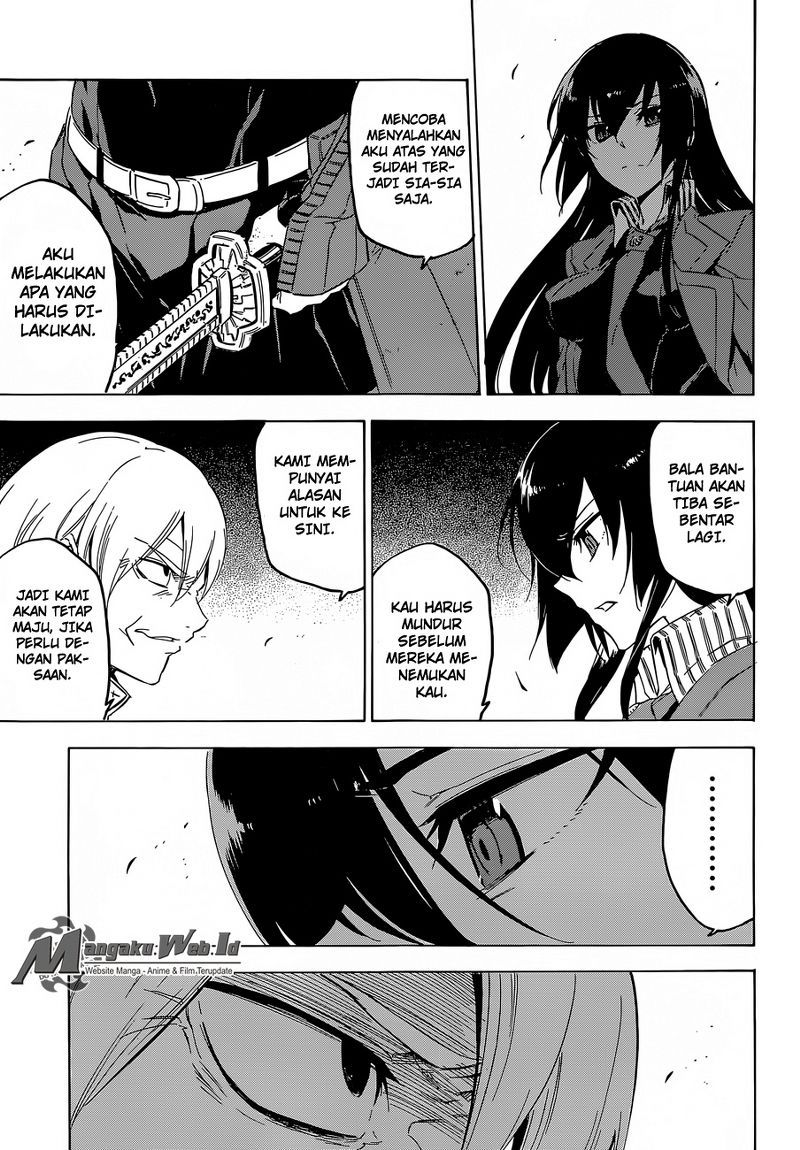 MENCOBA
MENYALAHKAN
AKU ATAS YANG
SUDAH TER-
JADI SIA-SIA
SAJA.
AKU
MELAKUKAN
APA YANG
HARUS DI-
LAKUKAN.
BALA BAN-
TUAN AKAN
TIBA SE-
BENTAR
LAGI.
KAU HARUS
MUNDUR
SEBELUM
MEREKA ME-
NEMUKAN
KAU.
KAMI MEM-
PUNYAI
ALASAN
UNTUK KE
SINI.
JADI KAMI
AKAN TETAP
MAJU, JIKA
PERLU DE-
NGAN PAK-
SAAN.
.........
Mangaku.Web.Id
Website Manga - Anime & Film Terupdate